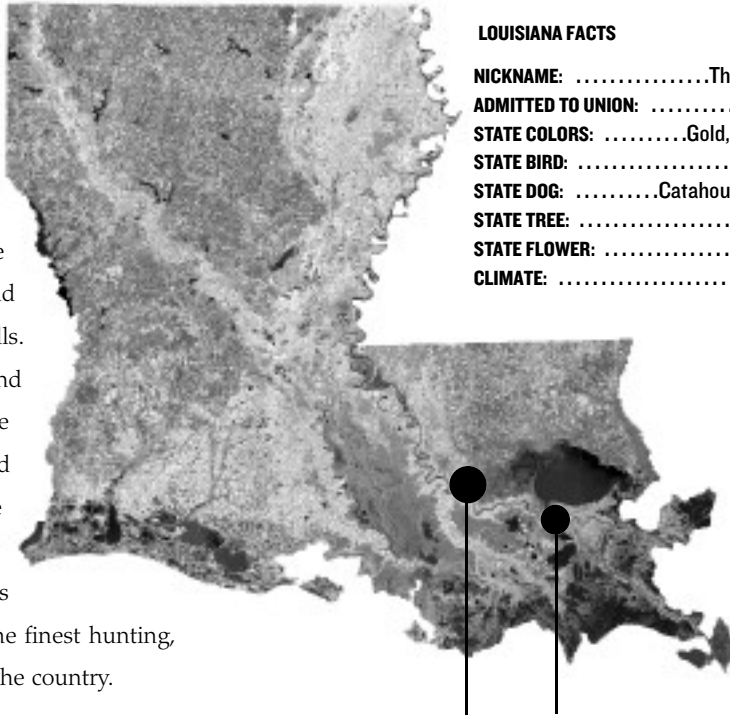 LOUISIANA FACTS
NICKNAME: ................Th
ADMITTED TO UNION: ..........
STATE COLORS: ..........Gold,
STATE BIRD: ..................
STATE DOG: ..........Catahou
STATE TREE: ..................
STATE FLOWER: ...............
CLIMATE: .....................
e
d
lls.
nd
e
d
e
s
he finest hunting,
he country.